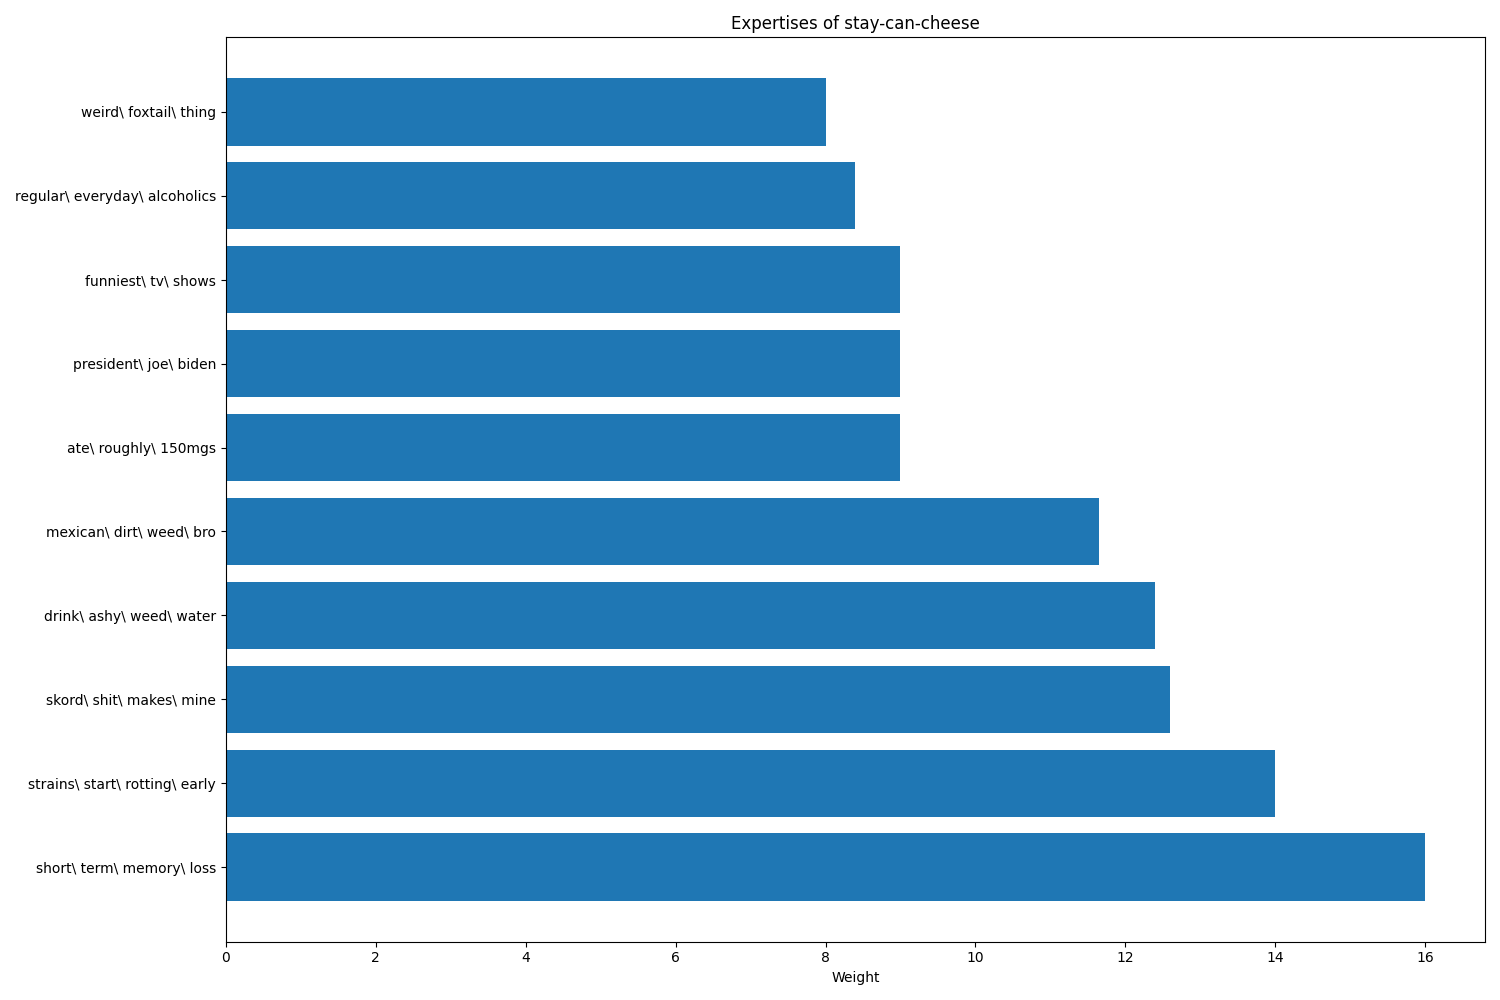 Expertises of stay-can-cheese
weird\ foxtail\ thing
regular\ everyday\ alcoholics
funniest\ tv\ shows
president\ joe\ biden
ate\ roughly\ 150mgs
mexican\ dirt\ weed\ bro
drink\ ashy\ weed\ water
skord\ shit\ makes\ mine
strains\ start\ rotting\ early
short\ term\ memory\ loss
0 2 4 6 8 10 12 14 16
Weight